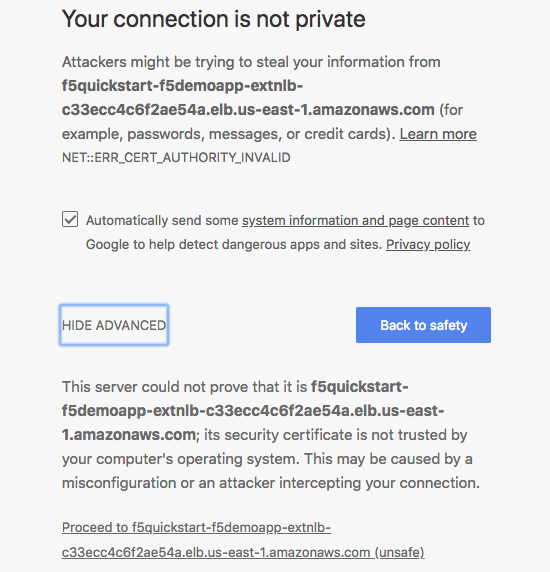 Your connection is not private
Attackers might be trying to steal your information from
f5quickstart-f5demoapp-extnlb-
c33ecc4c6f2ae54a.elb.us-east-1.amazonaws.com (for
example, passwords, messages, or credit cards). Learn more
NET::ERR_CERT_AUTHORITY_INVALID
Automatically send some system information and page content to
Google to help detect dangerous apps and sites. Privacy policy
HIDE ADVANCED
Back to safety
This server could not prove that it is f5quickstart-
f5demoapp-extnlb-c33ecc4c6f2ae54a.elb.us-east-
1.amazonaws.com; its security certificate is not trusted by
your computer's operating system. This may be caused by a
misconfiguration or an attacker intercepting your connection.
Proceed to f5quickstart-f5demoapp-extnlb-
c33ecc4c6f2ae54a.elb.us-east-1.amazonaws.com (unsafe)